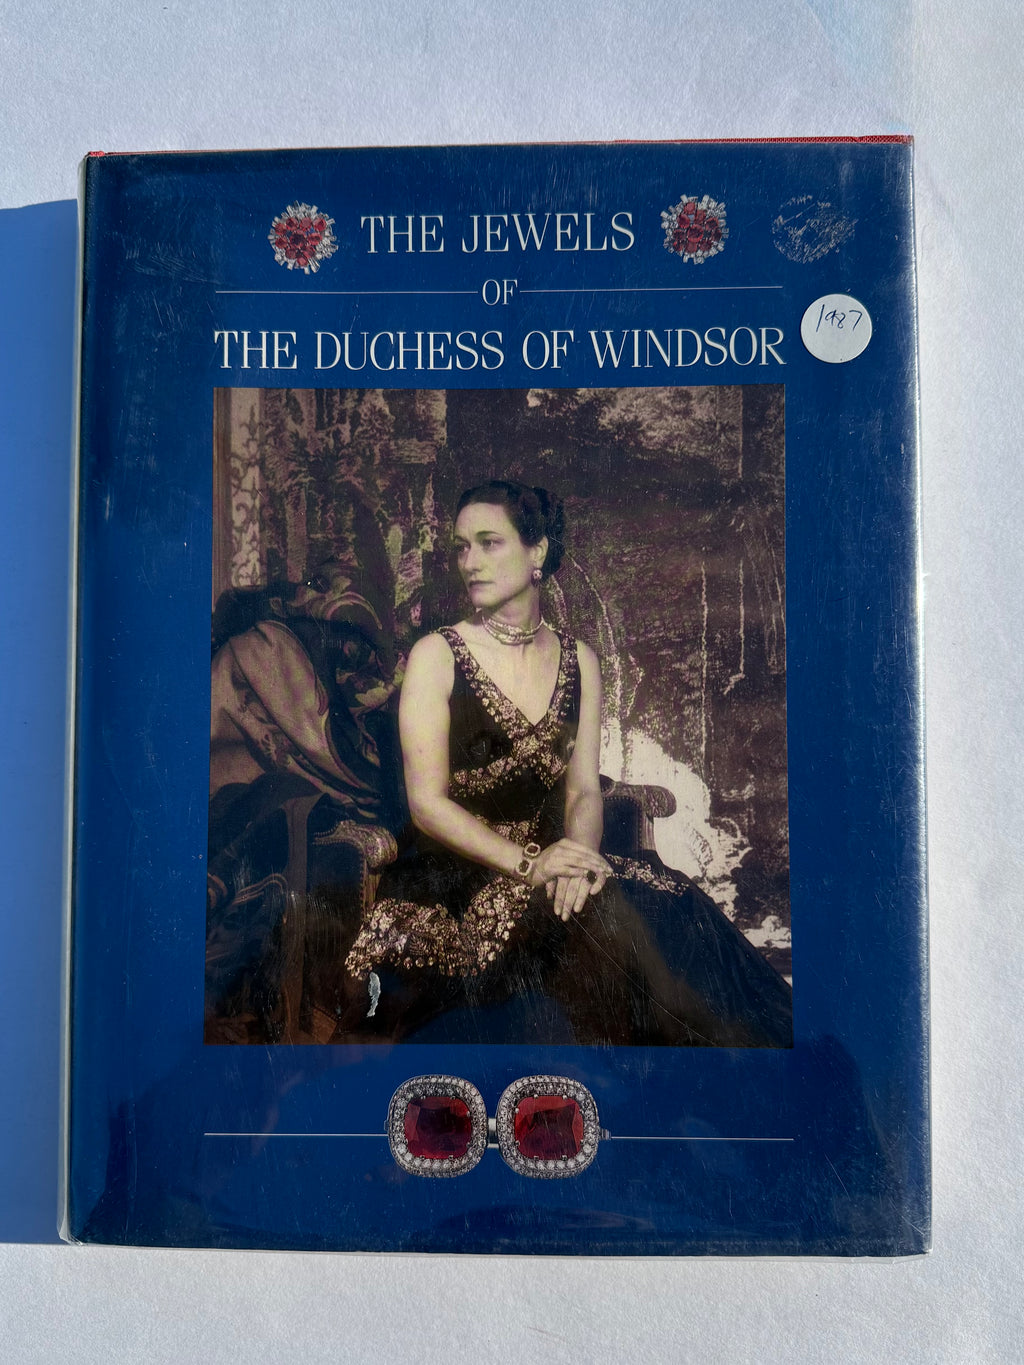 THE JEWELS
OF
THE DUCHESS OF WINDSOR
1987